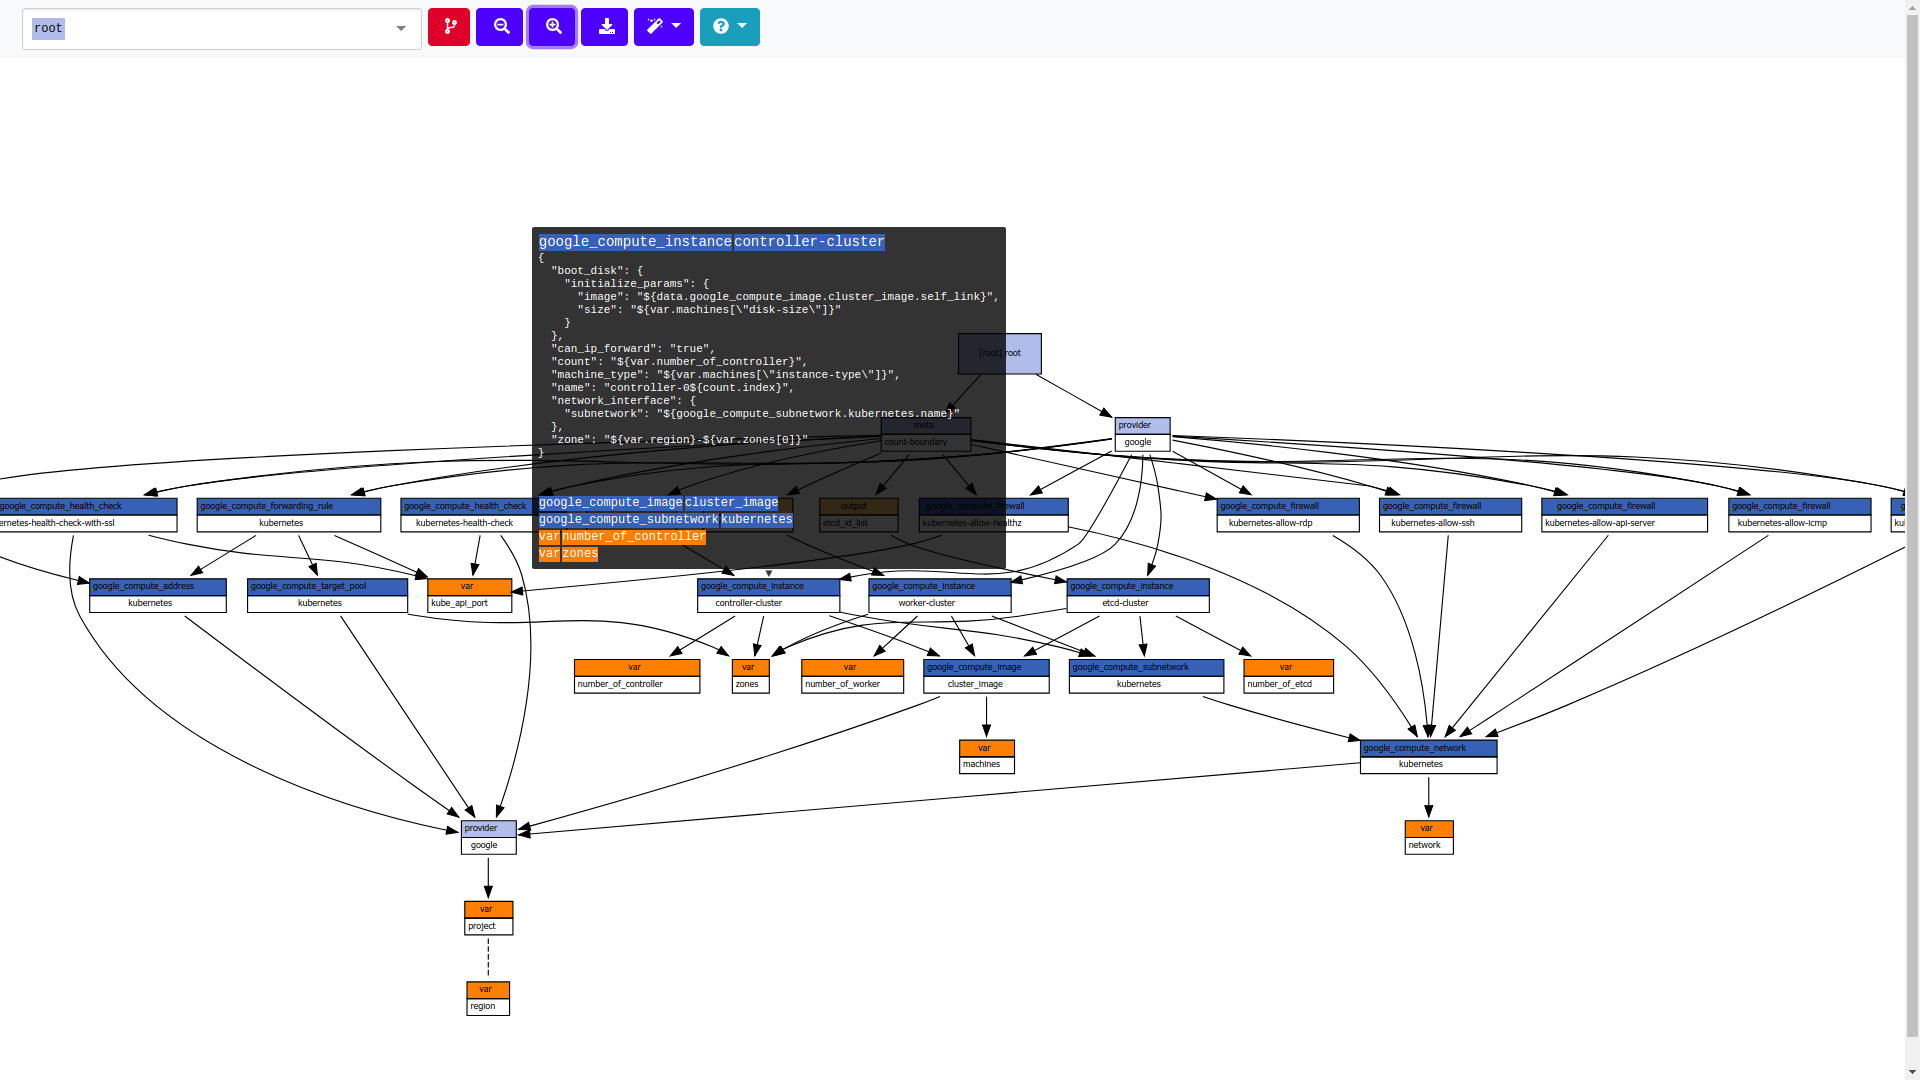 root
google_compute_instance controller-cluster
{
"boot_disk": {
"initialize_params": {
"image": "${data.google_compute_image.cluster_image.self_link}",
"size": "${var.machines[\"disk-size\"]}"
}
},
"can_ip_forward": "true",
"count": "${var.number_of_controller}",
"machine_type": "${var.machines[\"instance-type\"]}",
"name": "controller-0${count.index}",
"network_interface": {
"subnetwork": "${google_compute_subnetwork.kubernetes.name}"
},
"zone": "${var.region}-${var.zones[0]}"
}
google_compute_image cluster_image
google_compute_subnetwork kubernetes
var number_of_controller
var zones
[root] root
meta
count-boundary
provider
google
google_compute_health_check
ernetes-health-check-with-ssl
google_compute_forwarding_rule
kubernetes
google_compute_health_check
kubernetes-health-check
output
etcd_id_list
google_compute_firewall
kubernetes-allow-healthz
google_compute_firewall
kubernetes-allow-rdp
google_compute_firewall
kubernetes-allow-ssh
google_compute_firewall
kubernetes-allow-api-server
google_compute_firewall
kubernetes-allow-icmp
g
kul
google_compute_address
kubernetes
google_compute_target_pool
kubernetes
var
kube_api_port
google_compute_instance
controller-cluster
google_compute_instance
worker-cluster
google_compute_instance
etcd-cluster
var
number_of_controller
var
zones
var
number_of_worker
google_compute_image
cluster_image
google_compute_subnetwork
kubernetes
var
number_of_etcd
var
machines
google_compute_network
kubernetes
provider
google
var
network
var
project
var
region